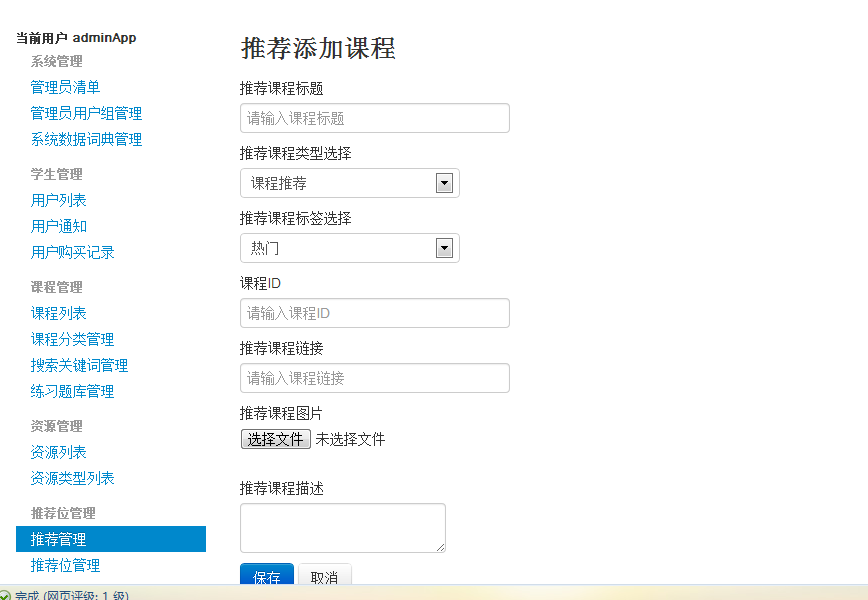 当前用户 adminApp
系统管理
管理员清单
管理员用户组管理
系统数据词典管理
学生管理
用户列表
用户通知
用户购买记录
课程管理
课程列表
课程分类管理
搜索关键词管理
练习题库管理
资源管理
资源列表
资源类型列表
推荐位管理
推荐管理
推荐位管理
推荐添加课程
推荐课程标题
请输入课程标题
推荐课程类型选择
课程推荐
推荐课程标签选择
热门
课程ID
请输入课程ID
推荐课程链接
请输入课程链接
推荐课程图片
选择文件 未选择文件
推荐课程描述
保存 取消
完成 (网页评级: 1 级)